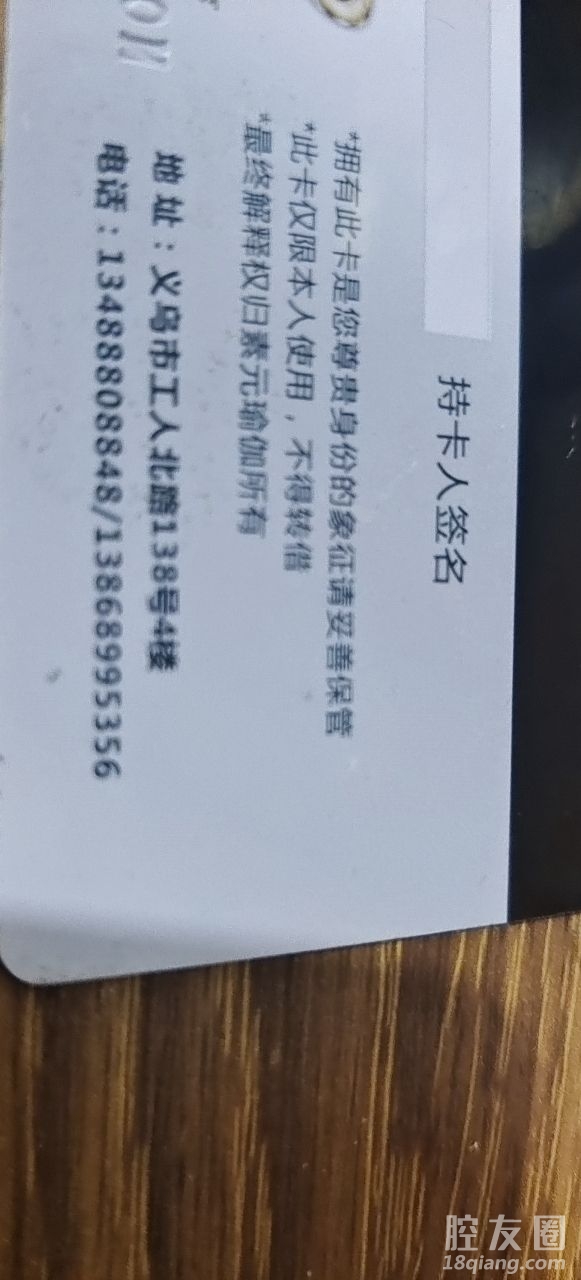 持卡人签名
*拥有此卡是您尊贵身份的象征请妥善保管
*此卡仅限本人使用，不得转借
*最终解释权归素元瑜伽所有
地址：义乌市工人北路138号4楼
电话：13488808848/13868995356
腔友圈
18qiang.com